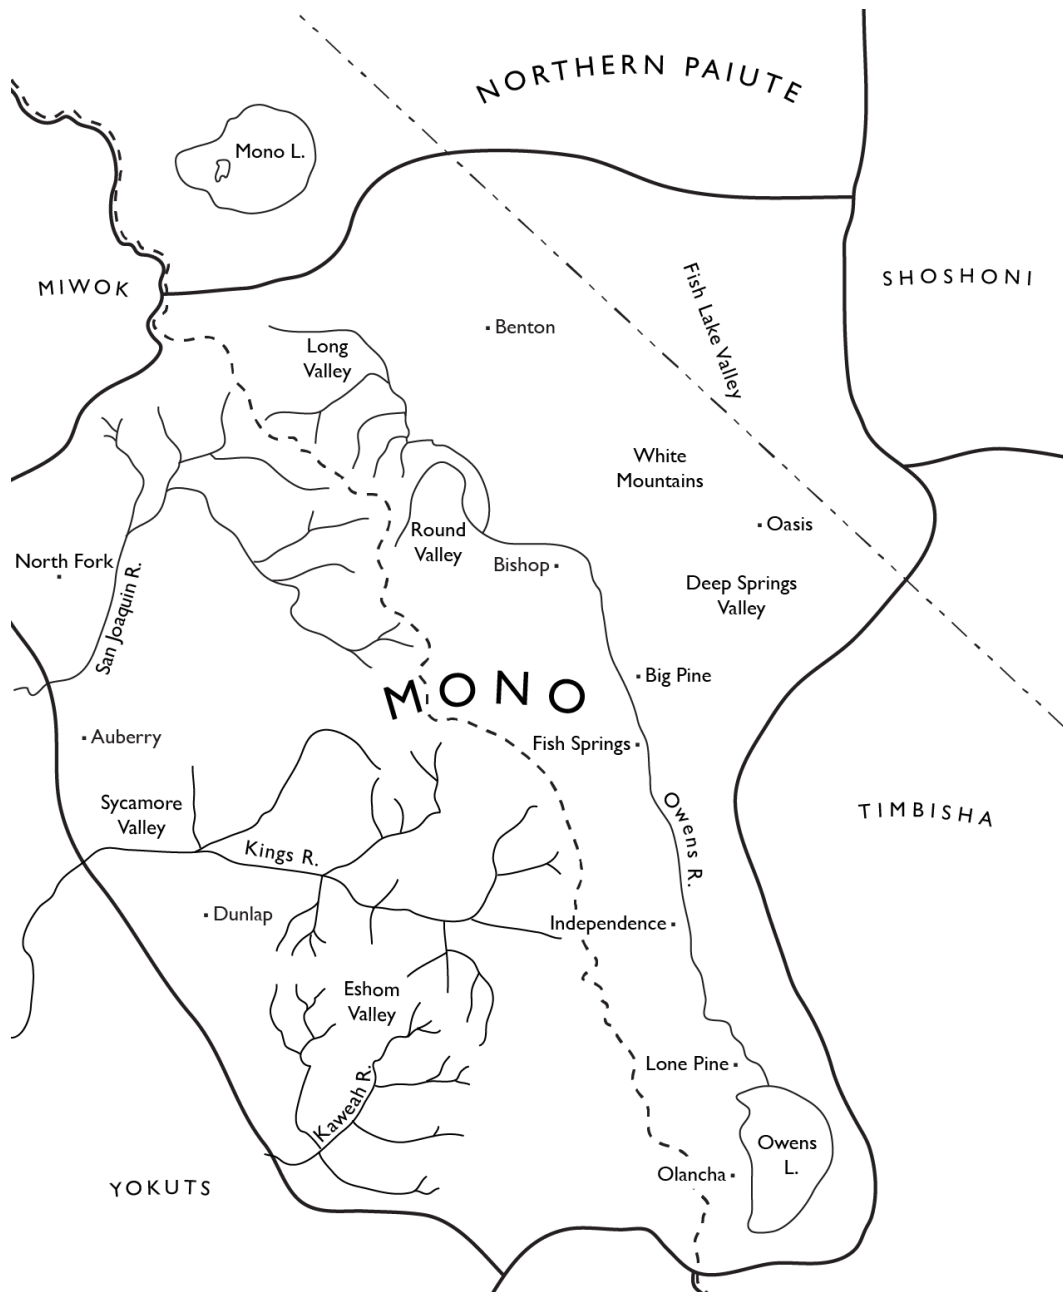 NORTHERN PAIUTE
Mono L.
MIWOK
SHOSHONI
Fish Lake Valley
Benton
Long
Valley
White
Mountains
Oasis
Round
Valley
Bishop
North Fork
San Joaquin R.
Deep Springs
Valley
Big Pine
MONO
Auberry
Fish Springs
Sycamore
Valley
Owens R.
TIMBISHA
Kings R.
Dunlap
Independence
Eshom
Valley
Lone Pine
Kaweah R.
Owens
L.
Olancha
YOKUTS